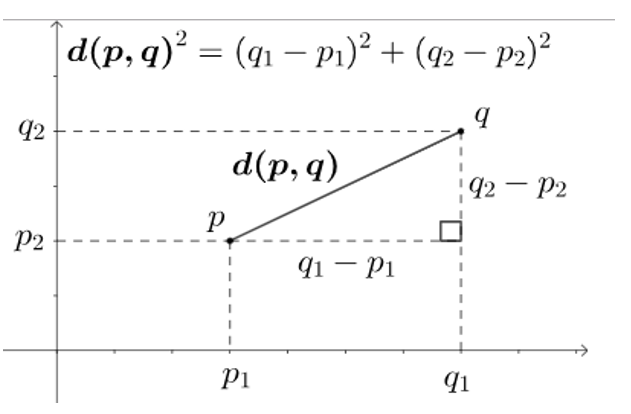 d(p, q)² = (q₁ − p₁)² + (q₂ − p₂)²
q₂
q
d(p, q)
q₂ − p₂
p
p₂
q₁ − p₁
p₁
q₁